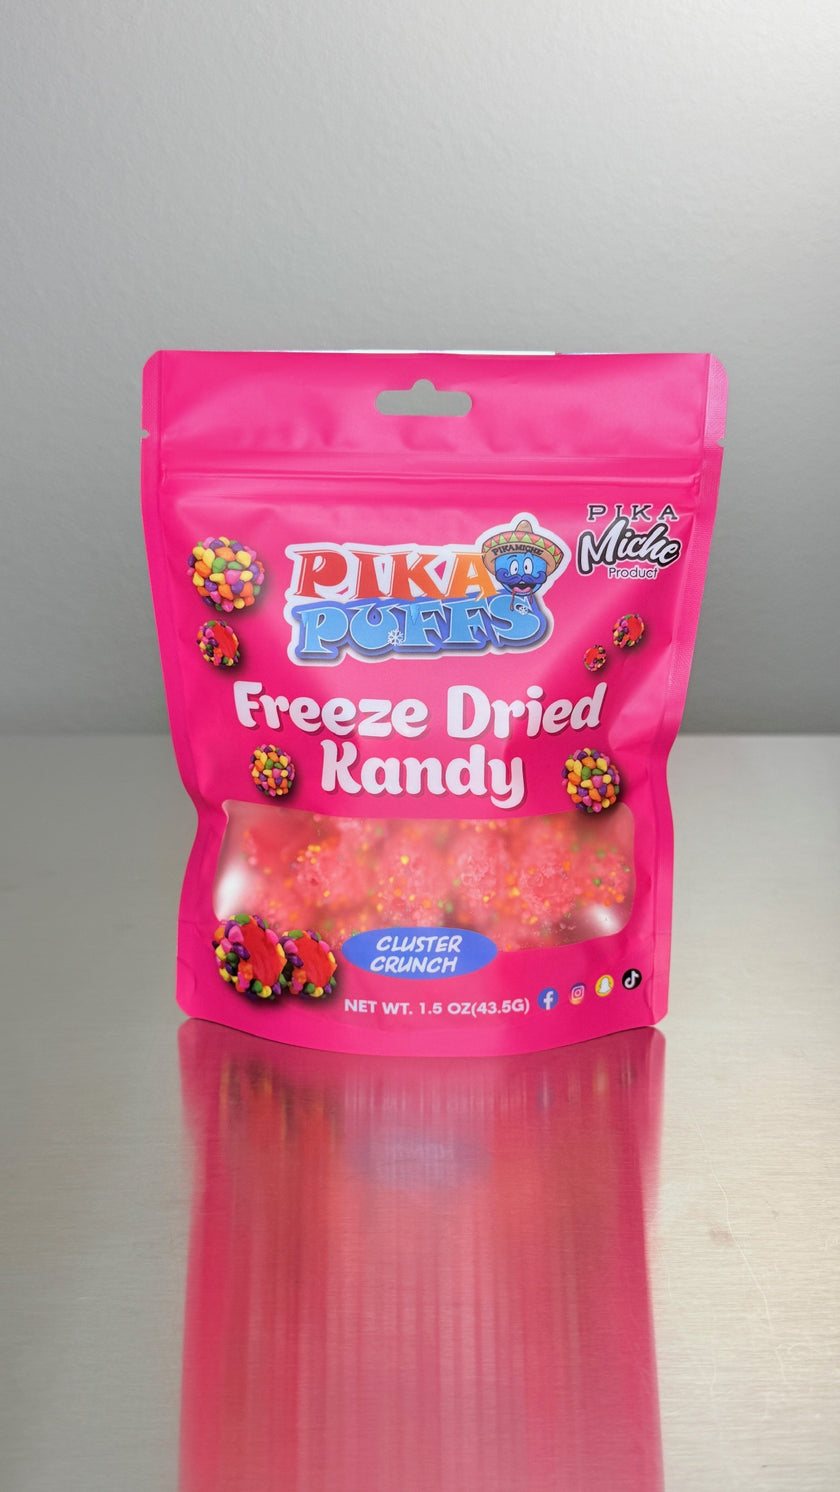 PIKA
Miche
Product
PIKAMICHE
PIKA
PUFFS
Freeze Dried
Kandy
CLUSTER
CRUNCH
NET WT. 1.5 OZ(43.5G)